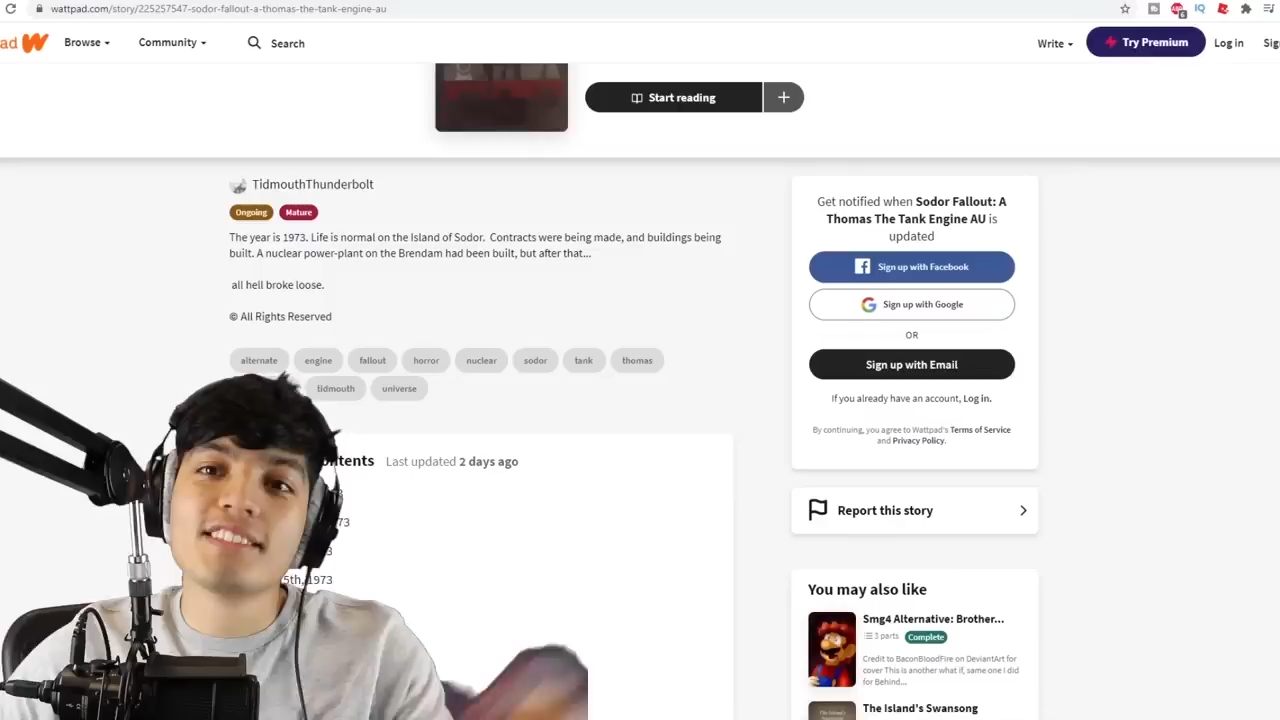 wattpad.com/story/225257547-sodor-fallout-a-thomas-the-tank-engine-au
6
IQ
ad
Browse
Community
Search
Write
Try Premium
Log in
Start reading
+
TidmouthThunderbolt
Ongoing
Mature
The year is 1973. Life is normal on the Island of Sodor. Contracts were being made, and buildings being
built. A nuclear power-plant on the Brendam had been built, but after that...
all hell broke loose.
© All Rights Reserved
alternate
engine
fallout
horror
nuclear
sodor
tank
thomas
tidmouth
universe
Last updated 2 days ago
5th, 1973
Get notified when Sodor Fallout: A
Thomas The Tank Engine AU is
updated
Sign up with Facebook
Sign up with Google
OR
Sign up with Email
If you already have an account, Log in.
By continuing, you agree to Wattpad's Terms of Service
and Privacy Policy.
Report this story
You may also like
Smg4 Alternative: Brother...
3 parts
Complete
Credit to BaconBloodFire on DeviantArt for
cover This is another what if, same one I did
for Behind...
The Island's Swansong